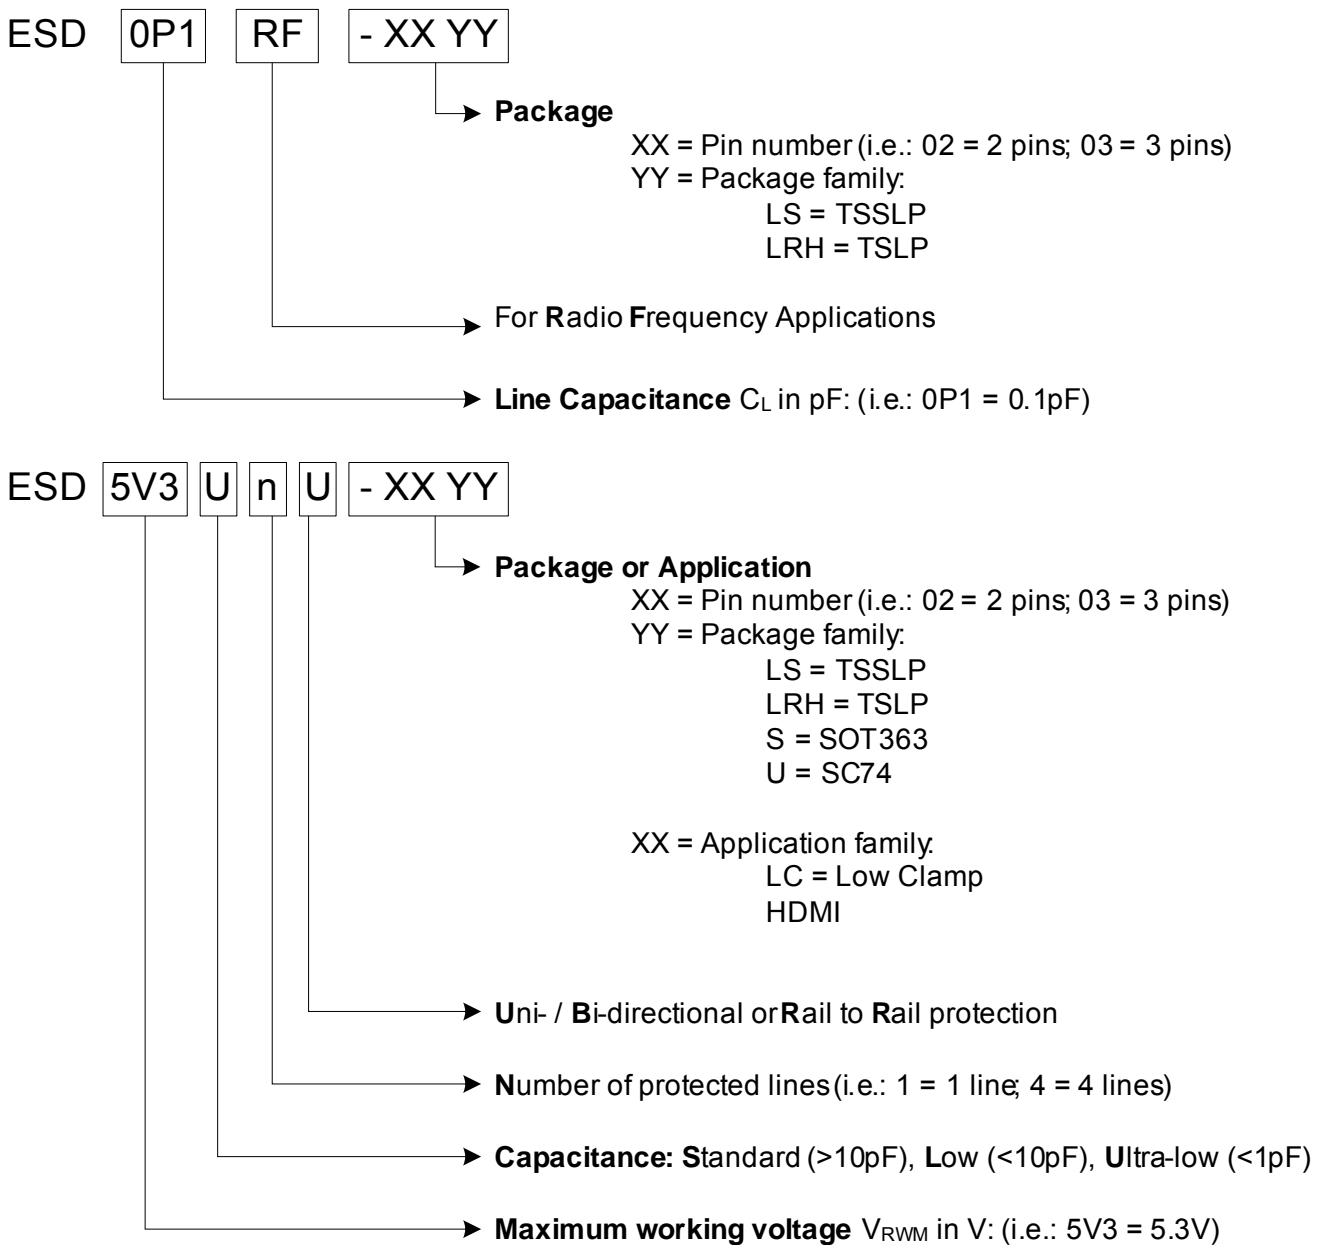 ESD 0P1 RF - XX YY
Package
XX = Pin number (i.e.: 02 = 2 pins; 03 = 3 pins)
YY = Package family:
LS = TSSLP
LRH = TSLP
For Radio Frequency Applications
Line Capacitance CL in pF: (i.e.: 0P1 = 0.1pF)
ESD 5V3 U n U - XX YY
Package or Application
XX = Pin number (i.e.: 02 = 2 pins; 03 = 3 pins)
YY = Package family:
LS = TSSLP
LRH = TSLP
S = SOT363
U = SC74
XX = Application family:
LC = Low Clamp
HDMI
Uni- / Bi-directional or Rail to Rail protection
Number of protected lines (i.e.: 1 = 1 line; 4 = 4 lines)
Capacitance: Standard (>10pF), Low (<10pF), Ultra-low (<1pF)
Maximum working voltage VRWM in V: (i.e.: 5V3 = 5.3V)